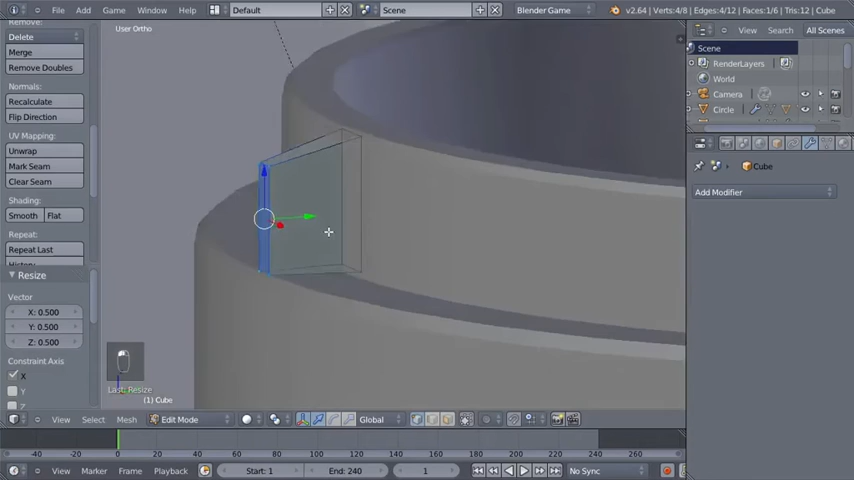 File Add Game Window Help Default Scene Blender Game v2.64 | Verts:4/8 | Edges:4/12 | Faces:1/6 | Tris:12 | Cube
Remove:
Delete
Merge
Remove Doubles
Normals:
Recalculate
Flip Direction
UV Mapping:
Unwrap
Mark Seam
Clear Seam
Shading:
Smooth Flat
Repeat:
Repeat Last
History
Resize
Vector
X: 0.500
Y: 0.500
Z: 0.500
Constraint Axis
X
Y
User Ortho
Last: Resize
(1) Cube
View Select Mesh Edit Mode Global
-40 -20 0 20 40 60 80 100 120 140 160 180 200 220 240 260
View Marker Frame Playback Start: 1 End: 240 1 No Sync
View Search All Scenes
Scene
RenderLayers
World
Camera
Circle
Cube
Add Modifier